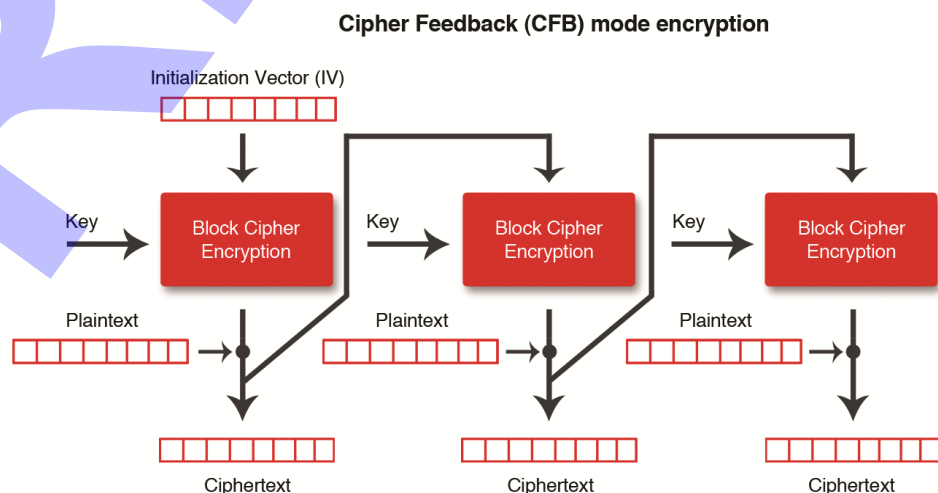 Cipher Feedback (CFB) mode encryption
Initialization Vector (IV)
Key
Block Cipher
Encryption
Key
Block Cipher
Encryption
Key
Block Cipher
Encryption
Plaintext
Plaintext
Plaintext
Ciphertext
Ciphertext
Ciphertext